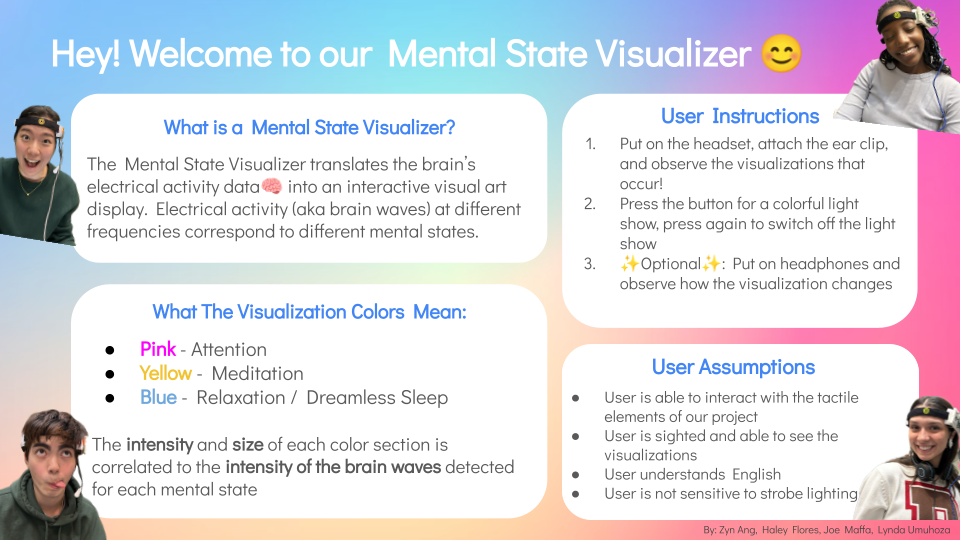 Hey! Welcome to our Mental State Visualizer 😊
What is a Mental State Visualizer?
The Mental State Visualizer translates the brain's
electrical activity data🧠 into an interactive visual art
display. Electrical activity (aka brain waves) at different
frequencies correspond to different mental states.
What The Visualization Colors Mean:
● Pink - Attention
● Yellow - Meditation
● Blue - Relaxation / Dreamless Sleep
The intensity and size of each color section is
correlated to the intensity of the brain waves detected
for each mental state
User Instructions
1. Put on the headset, attach the ear clip,
and observe the visualizations that
occur!
2. Press the button for a colorful light
show, press again to switch off the light
show
3. ✨Optional✨: Put on headphones and
observe how the visualization changes
User Assumptions
● User is able to interact with the tactile
elements of our project
● User is sighted and able to see the
visualizations
● User understands English
● User is not sensitive to strobe lighting
By: Zyn Ang, Haley Flores, Joe Maffa, Lynda Umuhoza